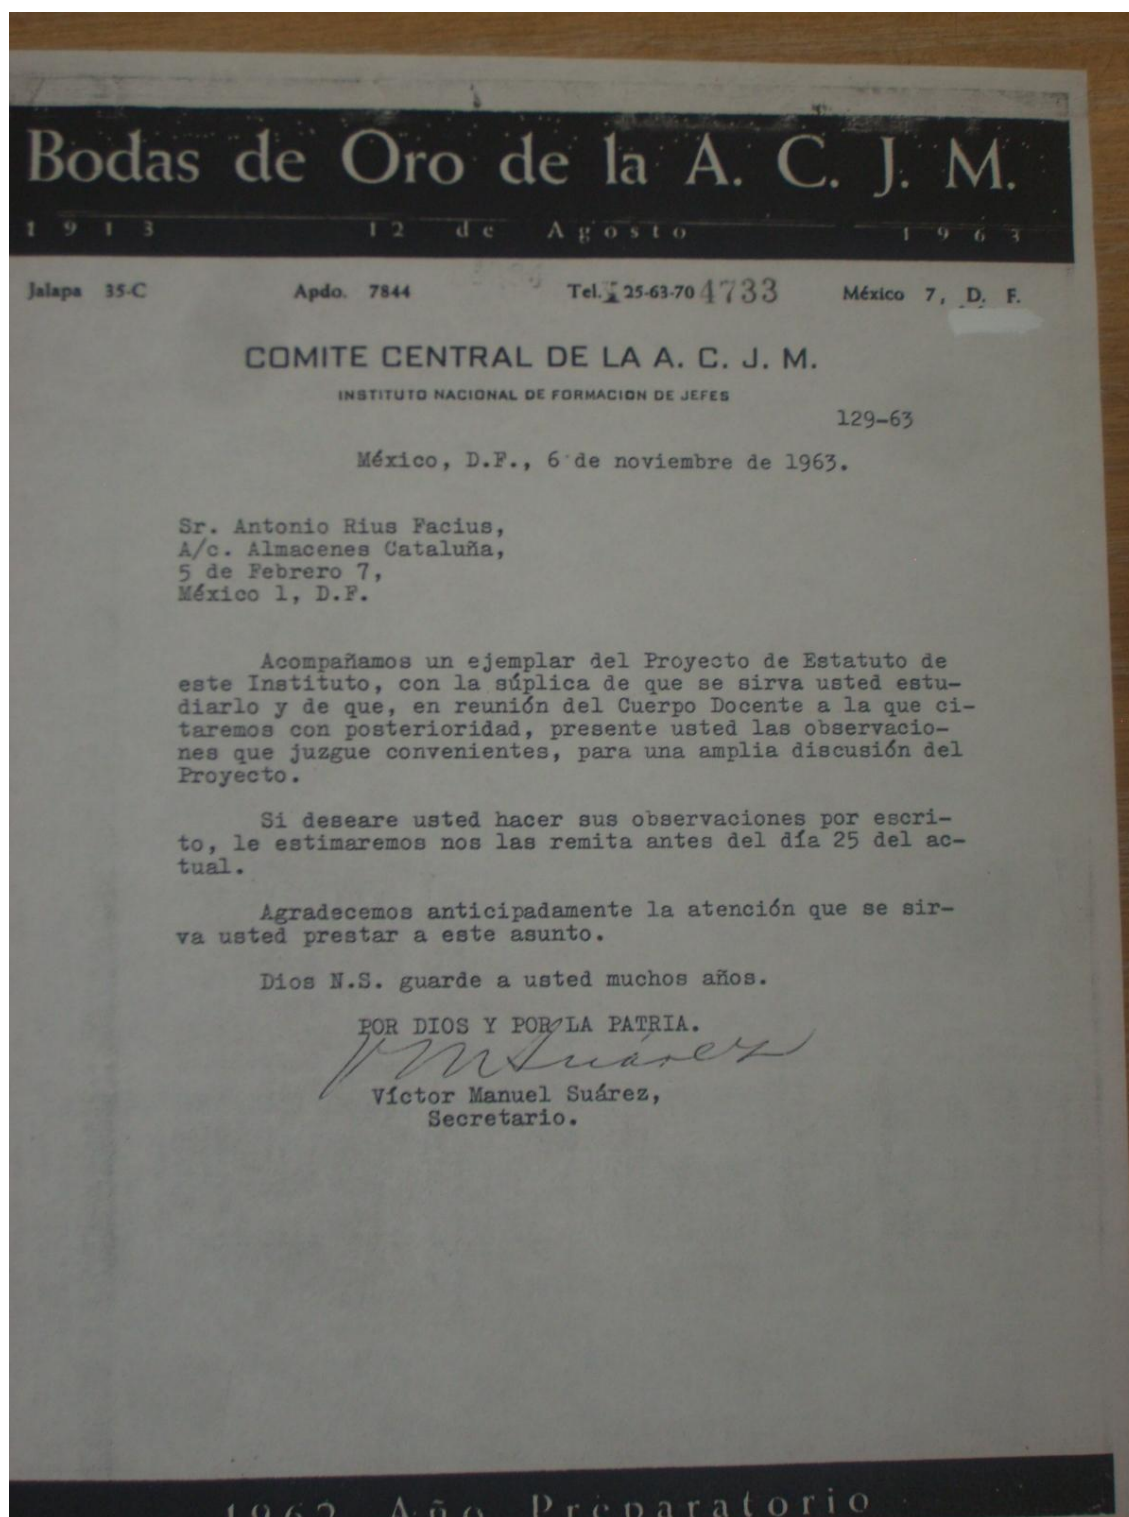 Bodas de Oro de la A. C. J. M.
1913 12 de Agosto 1963
Jalapa 35-C Apdo. 7844 Tel. 25-63-70 4733 México 7, D. F.
COMITE CENTRAL DE LA A. C. J. M.
INSTITUTO NACIONAL DE FORMACION DE JEFES
129-63
México, D.F., 6 de noviembre de 1963.
Sr. Antonio Rius Facius,
A/c. Almacenes Cataluña,
5 de Febrero 7,
México 1, D.F.
Acompañamos un ejemplar del Proyecto de Estatuto de
este Instituto, con la súplica de que se sirva usted estu-
diarlo y de que, en reunión del Cuerpo Docente a la que ci-
taremos con posterioridad, presente usted las observacio-
nes que juzgue convenientes, para una amplia discusión del
Proyecto.
Si deseare usted hacer sus observaciones por escri-
to, le estimaremos nos las remita antes del día 25 del ac-
tual.
Agradecemos anticipadamente la atención que se sir-
va usted prestar a este asunto.
Dios N.S. guarde a usted muchos años.
POR DIOS Y POR LA PATRIA.
VMSuárez
Víctor Manuel Suárez,
Secretario.
1962 Año Preparatorio